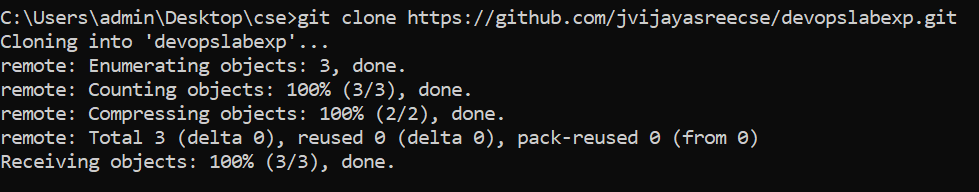 C:\Users\admin\Desktop\cse>git clone https://github.com/jvijayasreecse/devopslabexp.git
Cloning into 'devopslabexp'...
remote: Enumerating objects: 3, done.
remote: Counting objects: 100% (3/3), done.
remote: Compressing objects: 100% (2/2), done.
remote: Total 3 (delta 0), reused 0 (delta 0), pack-reused 0 (from 0)
Receiving objects: 100% (3/3), done.